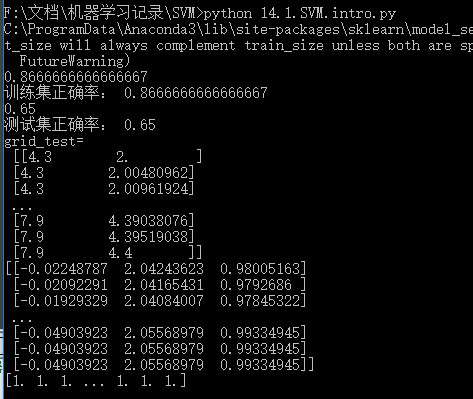 F:\文档\机器学习记录\SVM>python 14.1.SVM.intro.py
C:\ProgramData\Anaconda3\lib\site-packages\sklearn\model_se
t_size will always complement train_size unless both are sp
  FutureWarning)
0.8666666666666667
训练集正确率： 0.8666666666666667
0.65
测试集正确率： 0.65
grid_test=
 [[4.3        2.        ]
 [4.3        2.00480962]
 [4.3        2.00961924]
 ...
 [7.9        4.39038076]
 [7.9        4.39519038]
 [7.9        4.4       ]]
[[-0.02248787  2.04243623  0.98005163]
 [-0.02092291  2.04165431  0.9792686 ]
 [-0.01929329  2.04084007  0.97845322]
 ...
 [-0.04903923  2.05568979  0.99334945]
 [-0.04903923  2.05568979  0.99334945]
 [-0.04903923  2.05568979  0.99334945]]
[1. 1. 1. ... 1. 1. 1.]